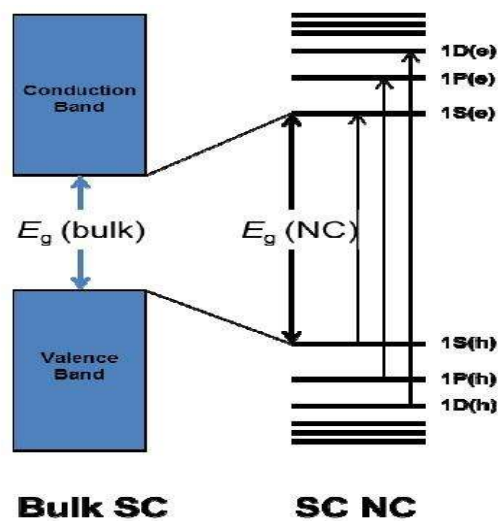 Conduction
Band
1D(e)
1P(e)
1S(e)
Eg (bulk)
Eg (NC)
Valence
Band
1S(h)
1P(h)
1D(h)
Bulk SC
SC NC